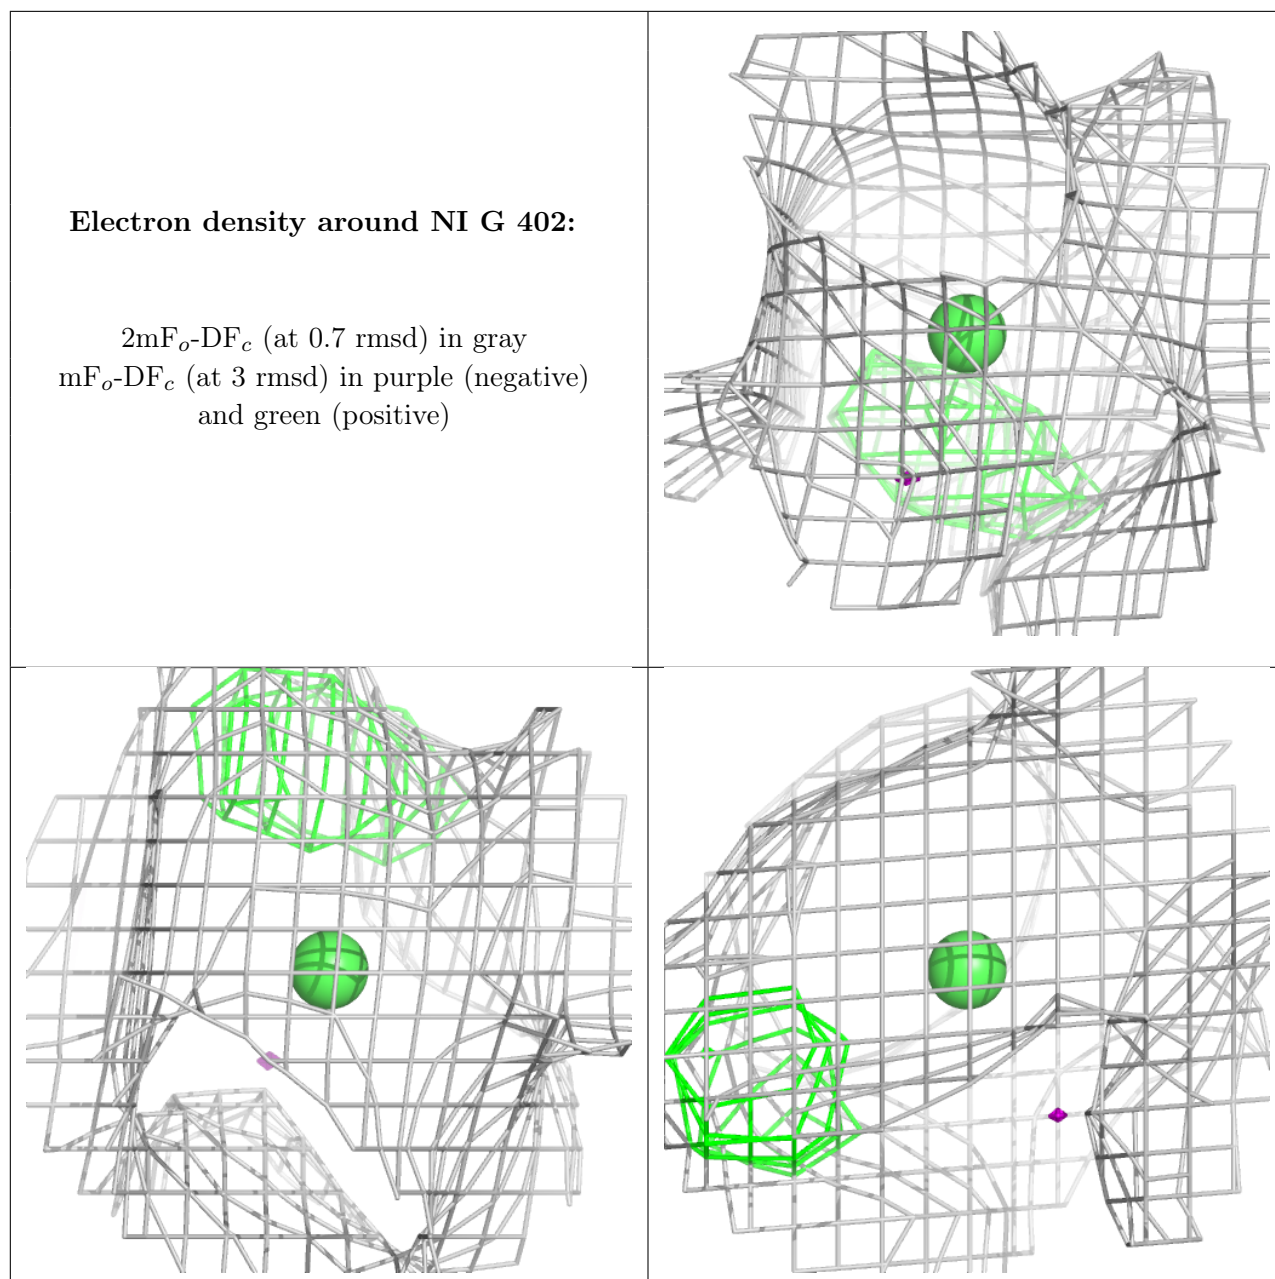 Electron density around NI G 402:
2mFo-DFc (at 0.7 rmsd) in gray
mFo-DFc (at 3 rmsd) in purple (negative)
and green (positive)